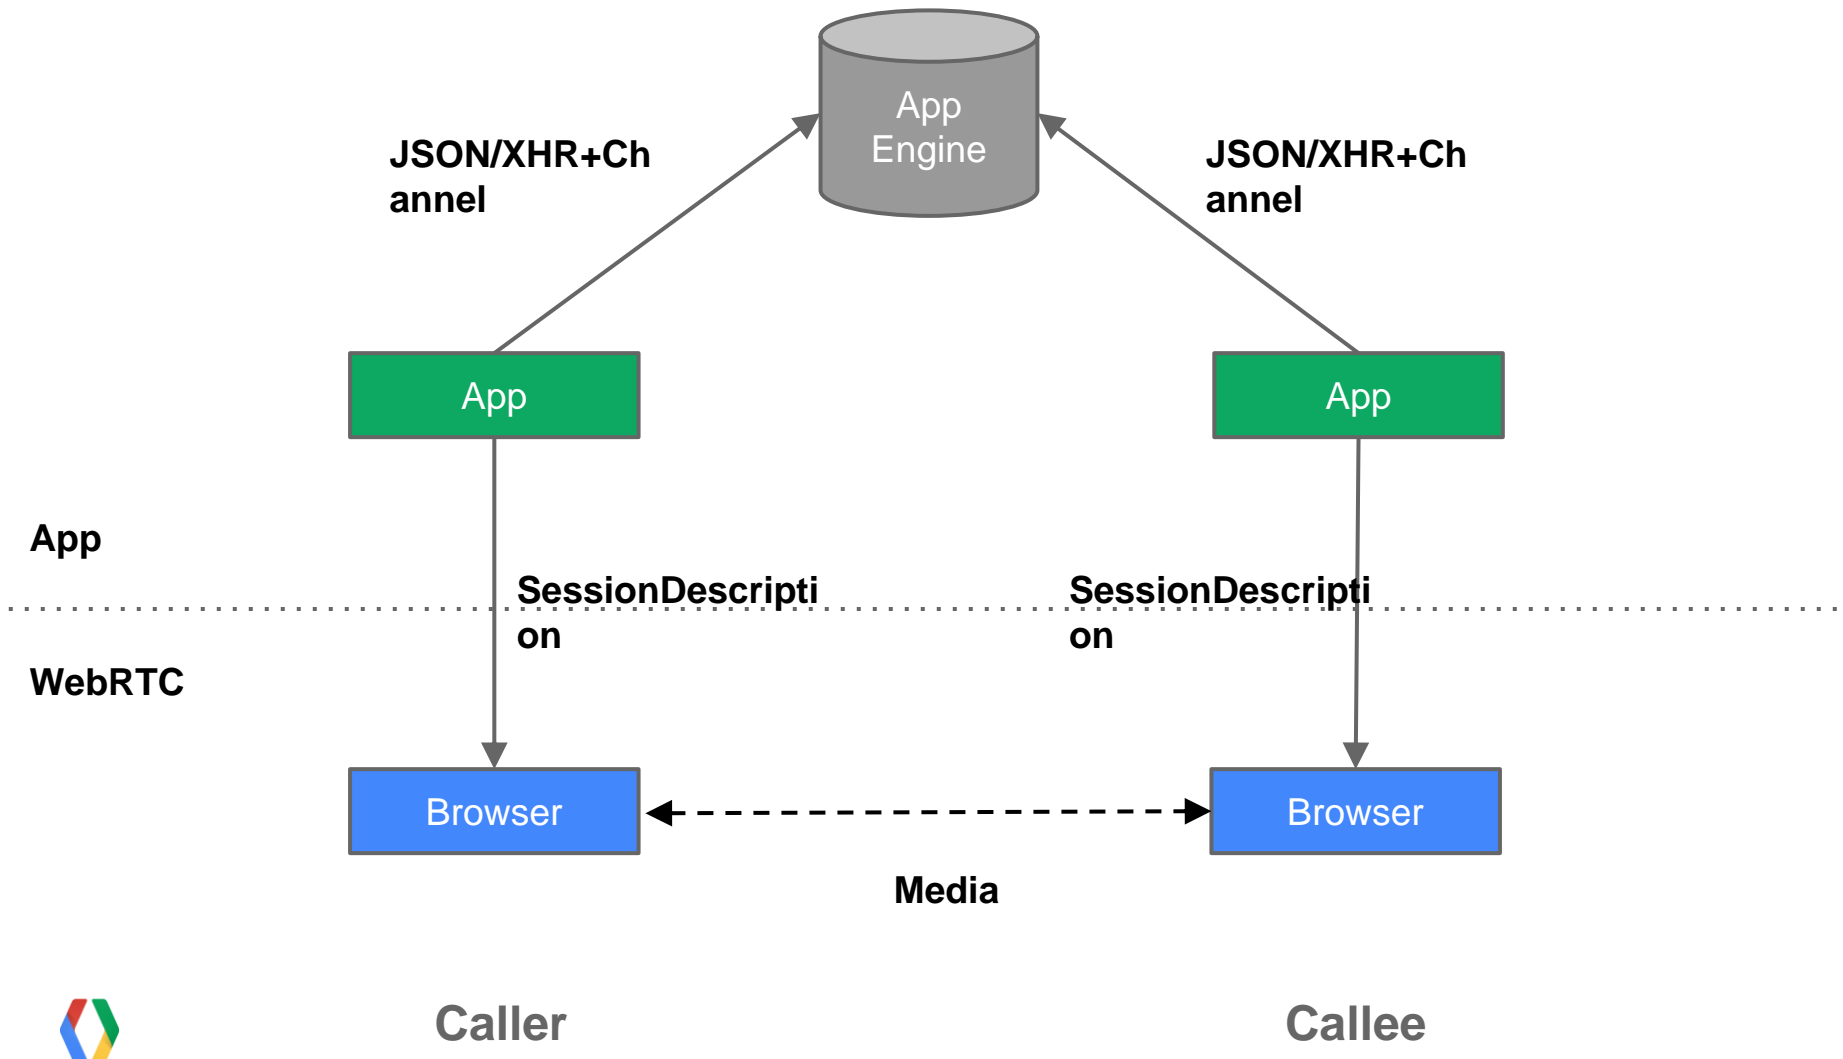 App
Engine
JSON/XHR+Ch
annel
JSON/XHR+Ch
annel
App
App
App
SessionDescripti
on
SessionDescripti
on
WebRTC
Browser
Browser
Media
Caller
Callee